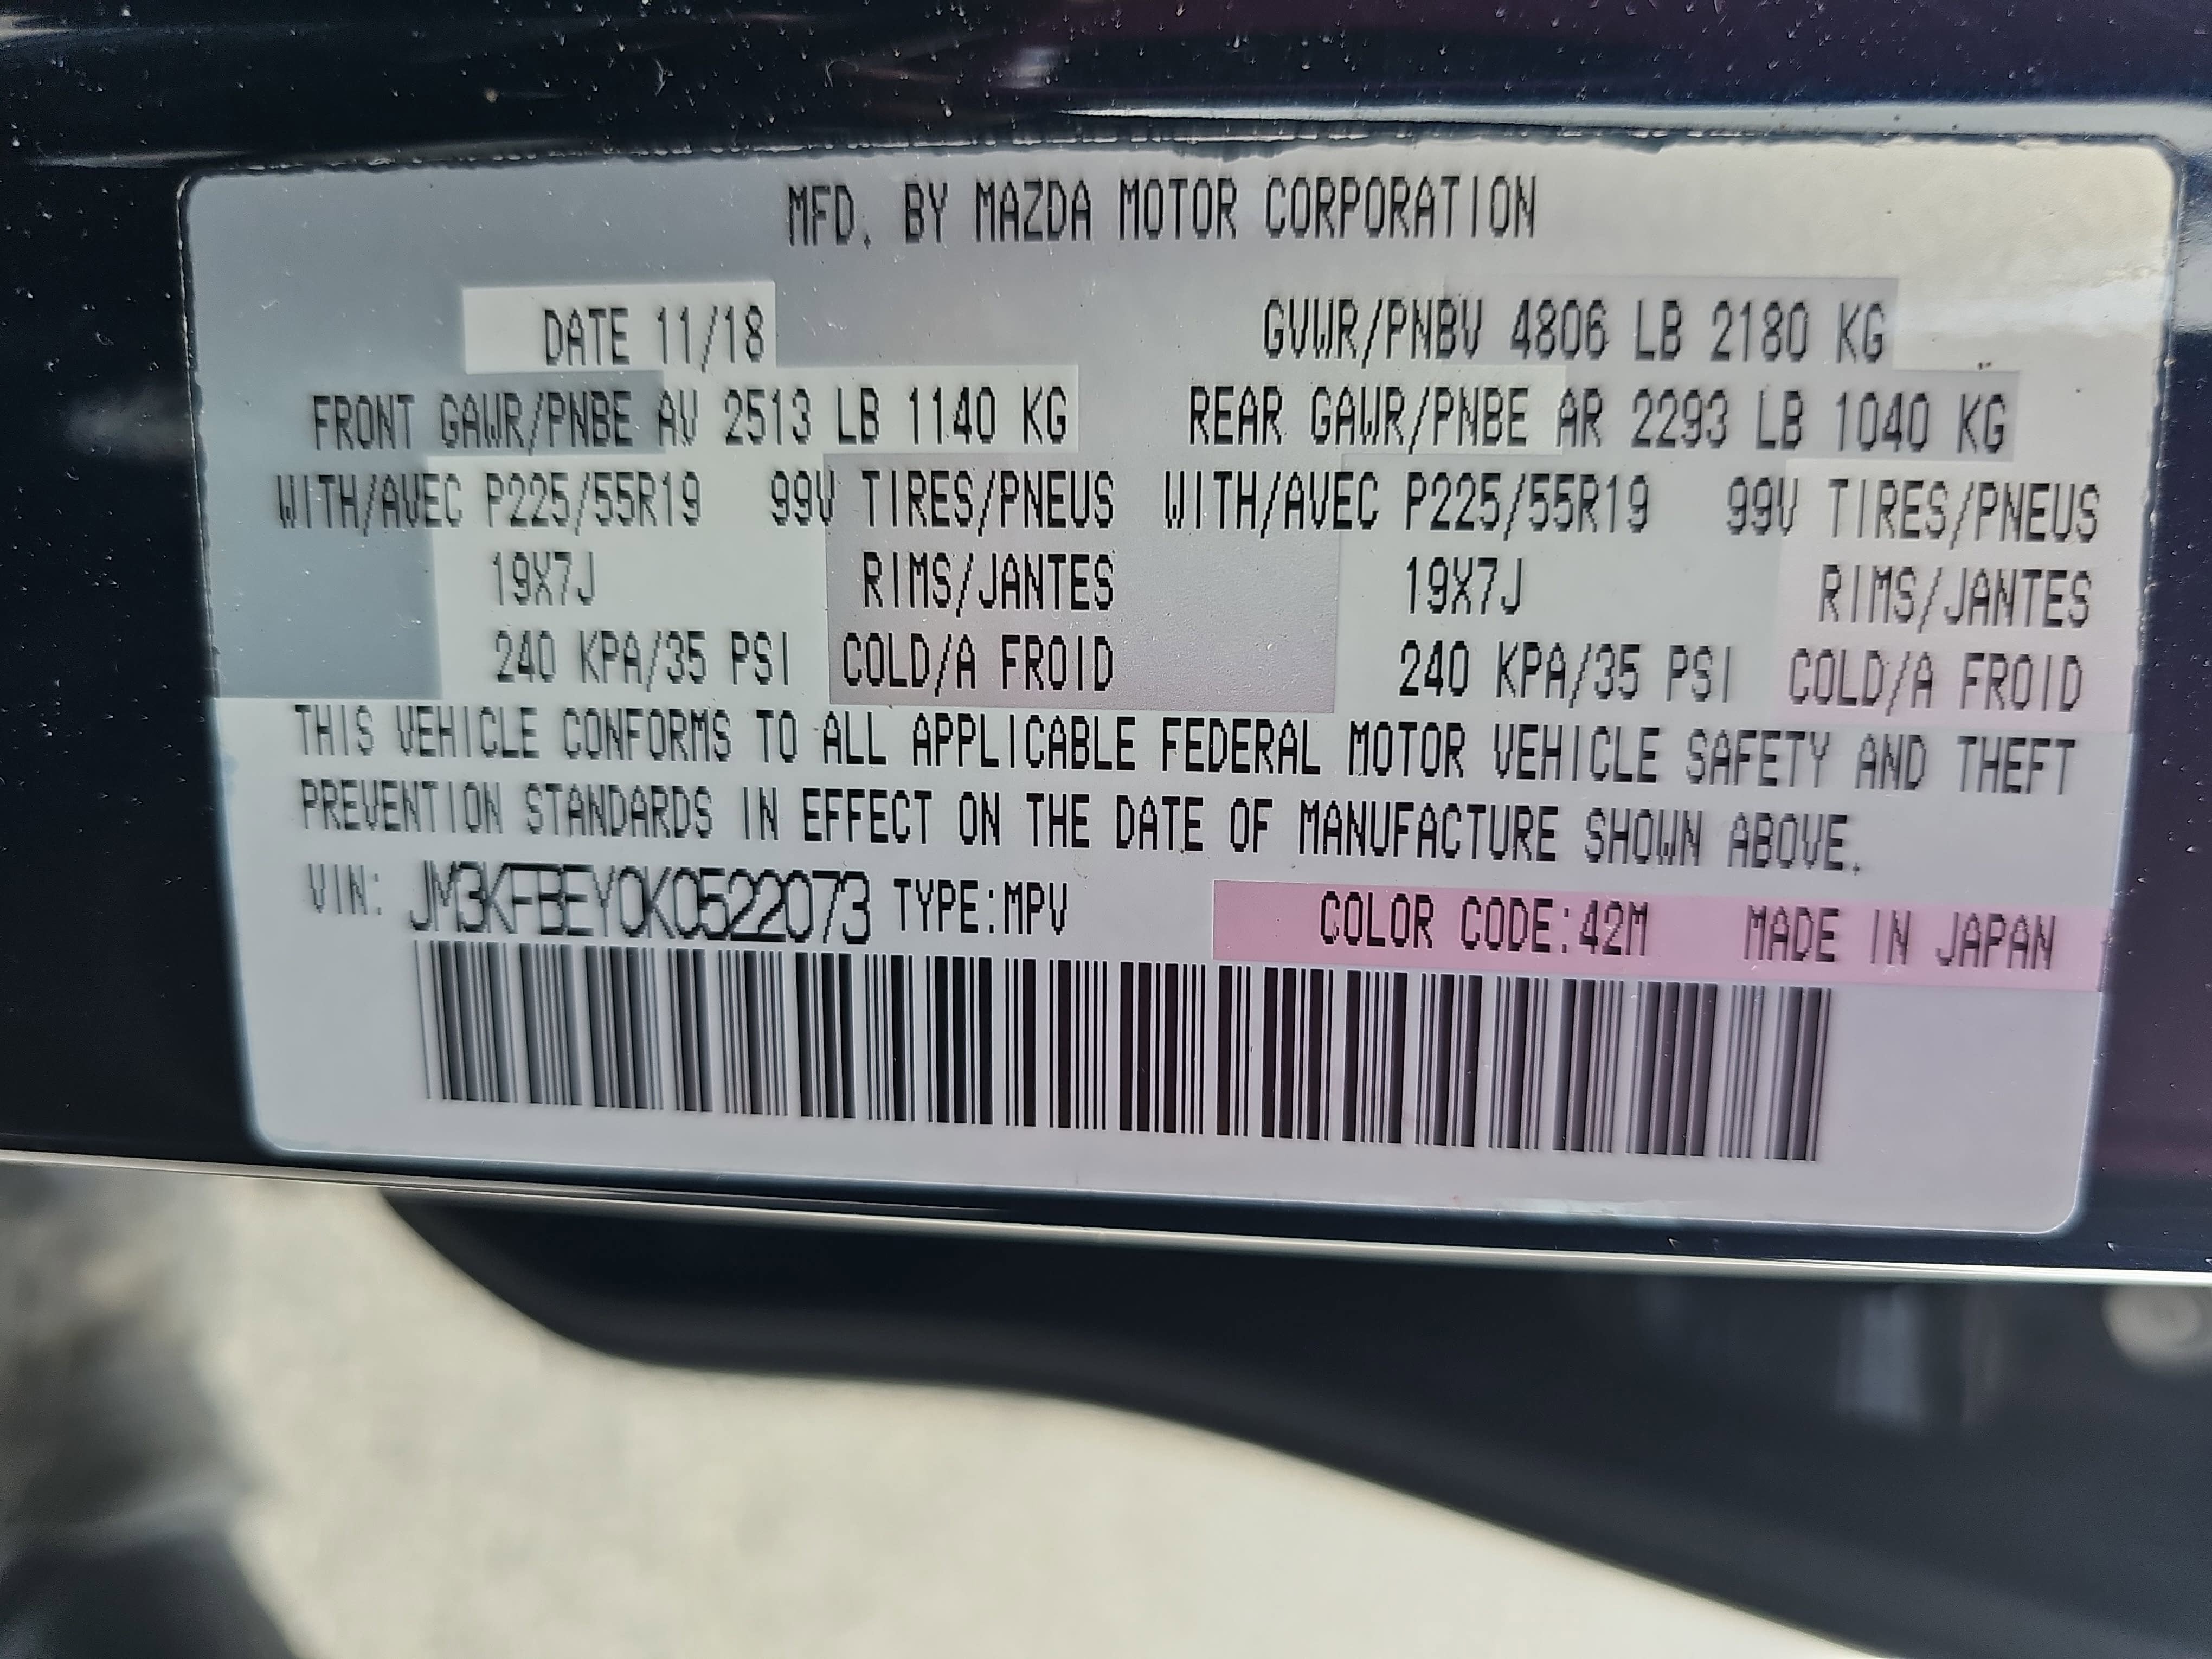 MFD. BY MAZDA MOTOR CORPORATION
DATE 11/18 GVWR/PNBV 4806 LB 2180 KG
FRONT GAWR/PNBE AV 2513 LB 1140 KG REAR GAWR/PNBE AR 2293 LB 1040 KG
WITH/AVEC P225/55R19 99V TIRES/PNEUS WITH/AVEC P225/55R19 99V TIRES/PNEUS
19X7J RIMS/JANTES 19X7J RIMS/JANTES
240 KPA/35 PSI COLD/A FROID 240 KPA/35 PSI COLD/A FROID
THIS VEHICLE CONFORMS TO ALL APPLICABLE FEDERAL MOTOR VEHICLE SAFETY AND THEFT
PREVENTION STANDARDS IN EFFECT ON THE DATE OF MANUFACTURE SHOWN ABOVE.
VIN: JM3KFBEY0K0522073 TYPE:MPV COLOR CODE:42M MADE IN JAPAN